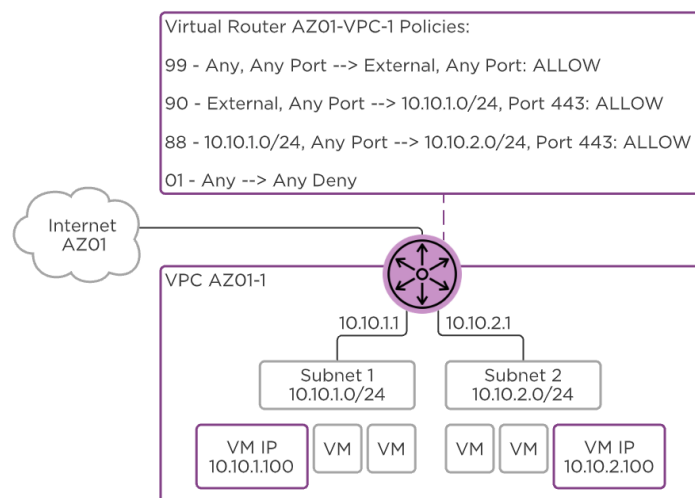 Virtual Router AZ01-VPC-1 Policies:
99 - Any, Any Port --> External, Any Port: ALLOW
90 - External, Any Port --> 10.10.1.0/24, Port 443: ALLOW
88 - 10.10.1.0/24, Any Port --> 10.10.2.0/24, Port 443: ALLOW
01 - Any --> Any Deny
Internet
AZ01
VPC AZ01-1
10.10.1.1
10.10.2.1
Subnet 1
10.10.1.0/24
Subnet 2
10.10.2.0/24
VM IP
10.10.1.100
VM
VM
VM
VM
VM IP
10.10.2.100